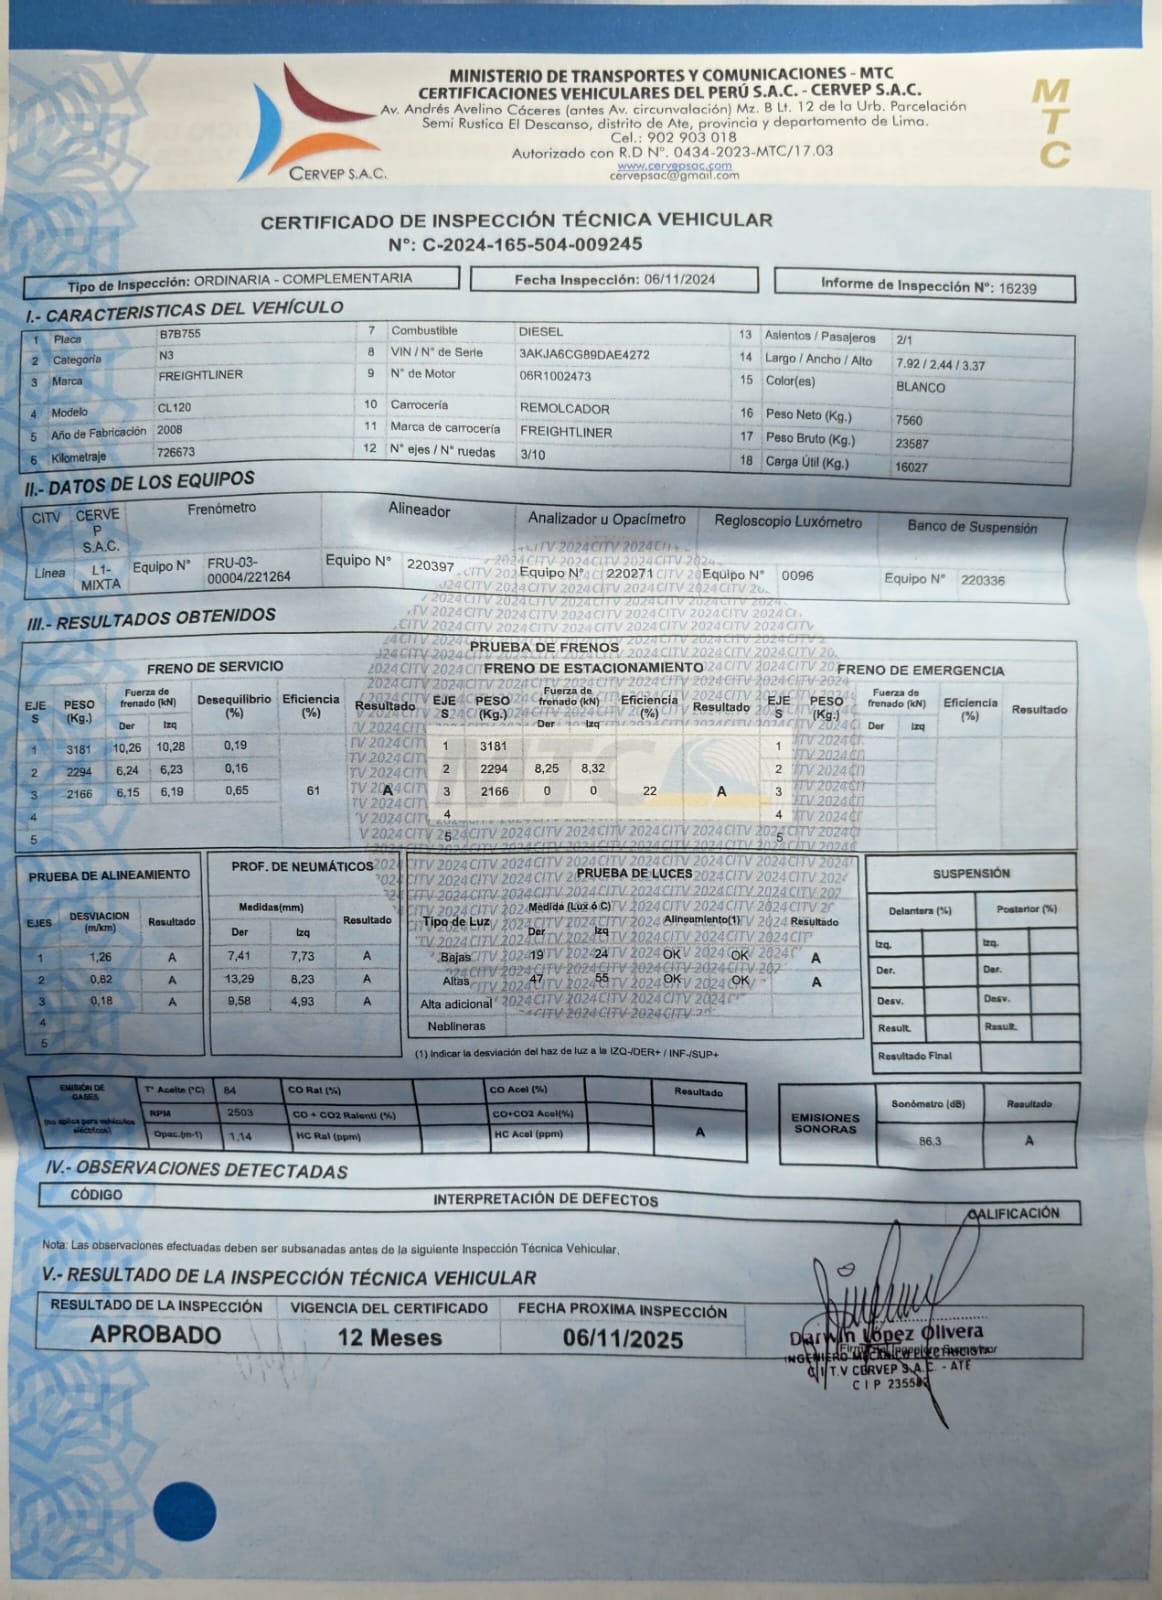 MINISTERIO DE TRANSPORTES Y COMUNICACIONES - MTC
CERTIFICACIONES VEHICULARES DEL PERÚ S.A.C. - CERVEP S.A.C.
Av. Andrés Avelino Cáceres (antes Av. circunvalación) Mz. B Lt. 12 de la Urb. Parcelación
Semi Rustica El Descanso, distrito de Ate, provincia y departamento de Lima.
Cel.: 902 903 018
Autorizado con R.D N°. 0434-2023-MTC/17.03
www.cervepsac.com
cervepsac@gmail.com
CERVEP S.A.C.
MTC
CERTIFICADO DE INSPECCIÓN TÉCNICA VEHICULAR
N°: C-2024-165-504-009245
Tipo de Inspección: ORDINARIA - COMPLEMENTARIA Fecha Inspección: 06/11/2024 Informe de Inspección N°: 16239
I.- CARACTERISTICAS DEL VEHÍCULO
1 Placa B7B755 7 Combustible DIESEL 13 Asientos / Pasajeros 2/1
2 Categoría N3 8 VIN / N° de Serie 3AKJA6CG89DAE4272 14 Largo / Ancho / Alto 7.92 / 2.44 / 3.37
3 Marca FREIGHTLINER 9 N° de Motor 06R1002473 15 Color(es) BLANCO
4 Modelo CL120 10 Carrocería REMOLCADOR 16 Peso Neto (Kg.) 7560
5 Año de Fabricación 2008 11 Marca de carrocería FREIGHTLINER 17 Peso Bruto (Kg.) 23587
6 Kilometraje 726673 12 N° ejes / N° ruedas 3/10 18 Carga Útil (Kg.) 16027
II.- DATOS DE LOS EQUIPOS
CITV CERVEP S.A.C. Frenómetro Alineador Analizador u Opacímetro Regloscopio Luxómetro Banco de Suspensión
Línea L1-MIXTA Equipo N° FRU-03-00004/221264 Equipo N° 220397 Equipo N° 220271 Equipo N° 0096 Equipo N° 220336
III.- RESULTADOS OBTENIDOS
PRUEBA DE FRENOS
FRENO DE SERVICIO FRENO DE ESTACIONAMIENTO FRENO DE EMERGENCIA
EJES PESO (Kg.) Fuerza de frenado (kN) Der Izq Desequilibrio (%) Eficiencia (%) Resultado EJES PESO (Kg.) Fuerza de frenado (kN) Der Izq Eficiencia (%) Resultado EJES PESO (Kg.) Fuerza de frenado (kN) Der Izq Eficiencia (%) Resultado
1 3181 10,26 10,28 0,19 1 3181 1
2 2294 6,24 6,23 0,16 2 2294 8,25 8,32 2
3 2166 6,15 6,19 0,65 61 A 3 2166 0 0 22 A 3
4 4 4
5 5 5
PRUEBA DE ALINEAMIENTO
EJES DESVIACION (m/km) Resultado
1 1,26 A
2 0,82 A
3 0,18 A
4
5
PROF. DE NEUMÁTICOS
Medidas(mm) Resultado
Der Izq
7,41 7,73 A
13,29 8,23 A
9,58 4,93 A
PRUEBA DE LUCES
Tipo de Luz Medida (Lux ó C) Der Izq Alineamiento(1) Resultado
Bajas 19 24 OK OK A
Altas 47 55 OK OK A
Alta adicional
Neblineras
(1) Indicar la desviación del haz de luz a la IZQ-/DER+ / INF-/SUP+
SUSPENSIÓN
Delantera (%) Posterior (%)
Izq. Izq.
Der. Der.
Desv. Desv.
Result. Result.
Resultado Final
EMISIÓN DE GASES
(no aplica para vehículos eléctricos)
T° Aceite (°C) 84 CO Ral (%) CO Acel (%) Resultado
RPM 2503 CO + CO2 Ralenti (%) CO+CO2 Acel(%)
Opac.(m-1) 1,14 HC Ral (ppm) HC Acel (ppm) A
EMISIONES SONORAS
Sonómetro (dB) Resultado
86.3 A
IV.- OBSERVACIONES DETECTADAS
CÓDIGO INTERPRETACIÓN DE DEFECTOS CALIFICACIÓN
Nota: Las observaciones efectuadas deben ser subsanadas antes de la siguiente Inspección Técnica Vehicular.
V.- RESULTADO DE LA INSPECCIÓN TÉCNICA VEHICULAR
RESULTADO DE LA INSPECCIÓN VIGENCIA DEL CERTIFICADO FECHA PROXIMA INSPECCIÓN
APROBADO 12 Meses 06/11/2025
Darwin López Olivera
INGENIERO MECÁNICO ELECTRICISTA
C.I.T.V CERVEP S.A.C. - ATE